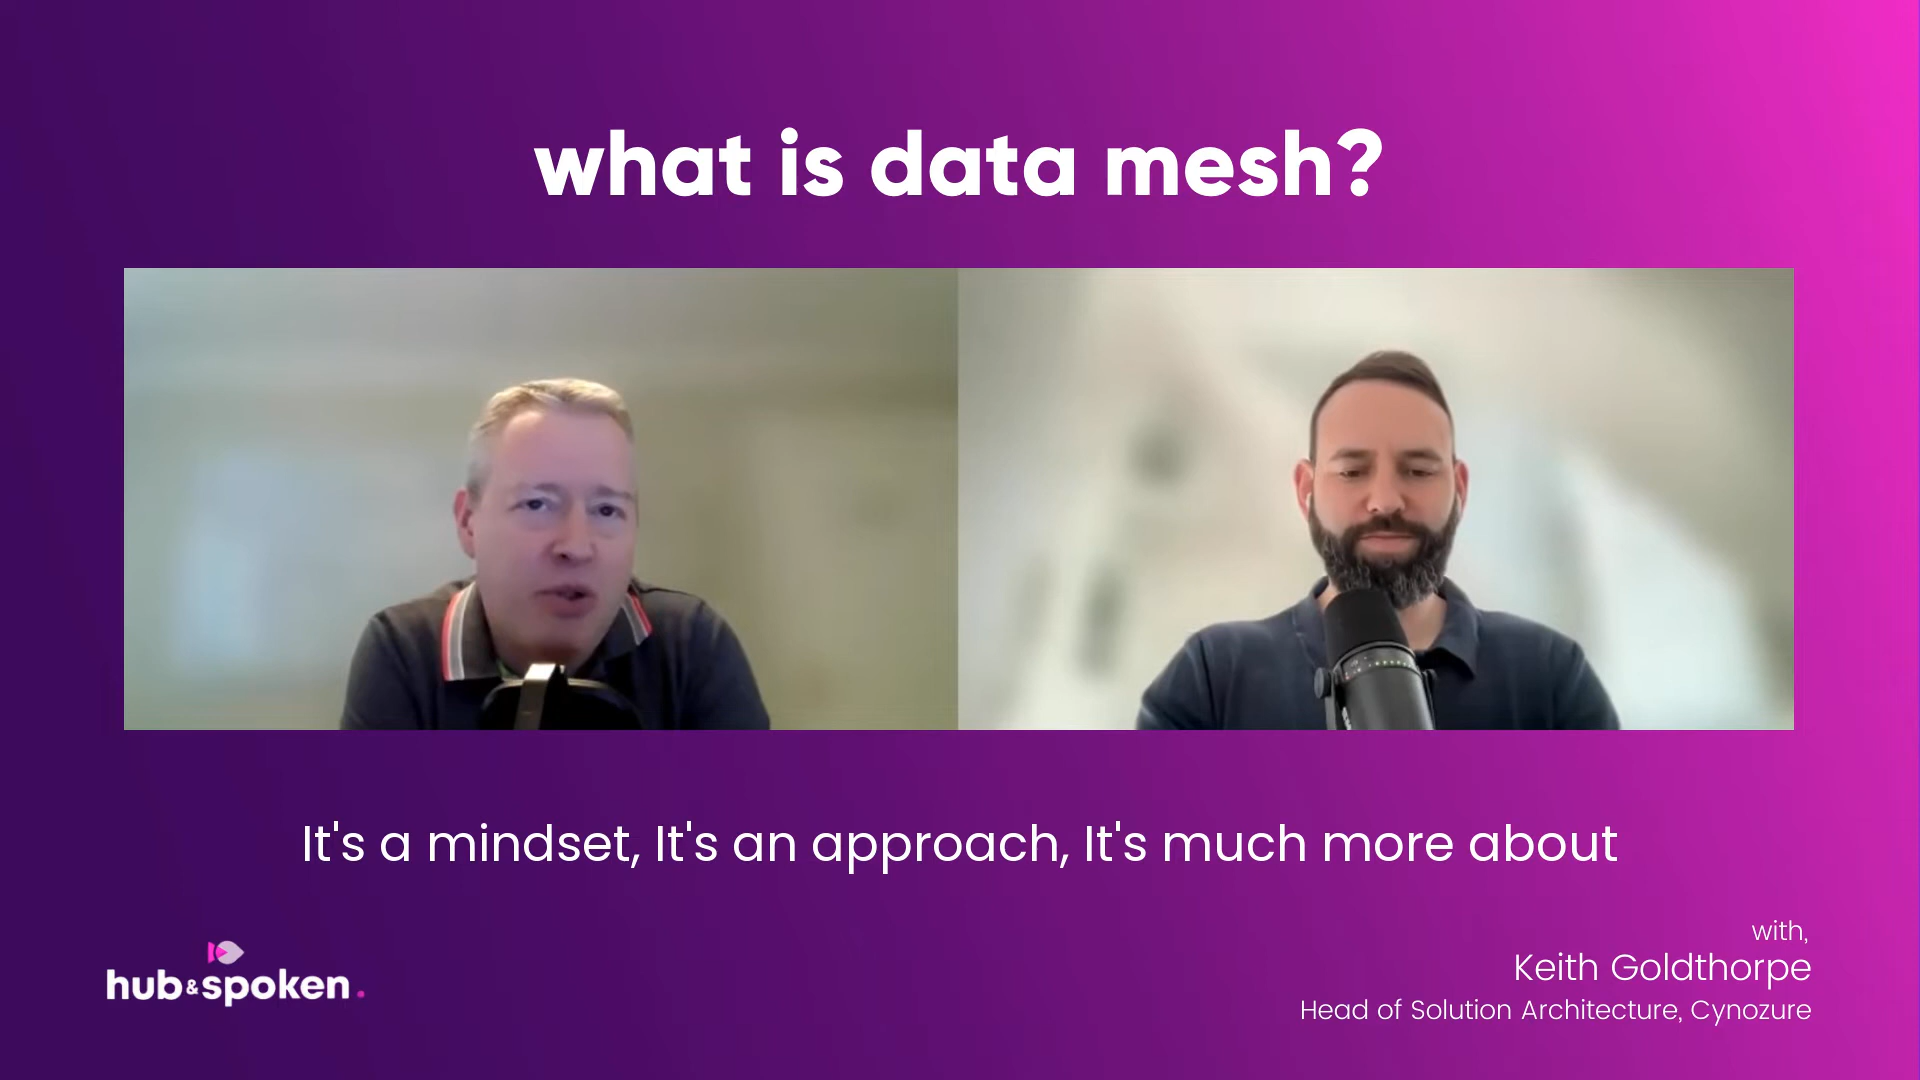 what is data mesh?
It's a mindset, It's an approach, It's much more about
with,
Keith Goldthorpe
Head of Solution Architecture, Cynozure
hub&spoken.